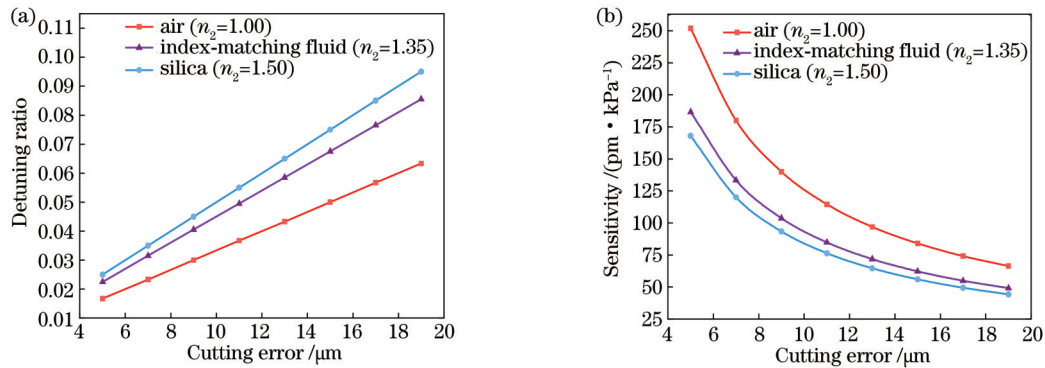 (a)
0.11
0.10
0.09
0.08
0.07
0.06
0.05
0.04
0.03
0.02
0.01
Detuning ratio
air (n₂=1.00)
index-matching fluid (n₂=1.35)
silica (n₂=1.50)
4 6 8 10 12 14 16 18 20
Cutting error /μm
(b)
250
225
200
175
150
125
100
75
50
25
Sensitivity /(pm • kPa⁻¹)
air (n₂=1.00)
index-matching fluid (n₂=1.35)
silica (n₂=1.50)
4 6 8 10 12 14 16 18 20
Cutting error /μm